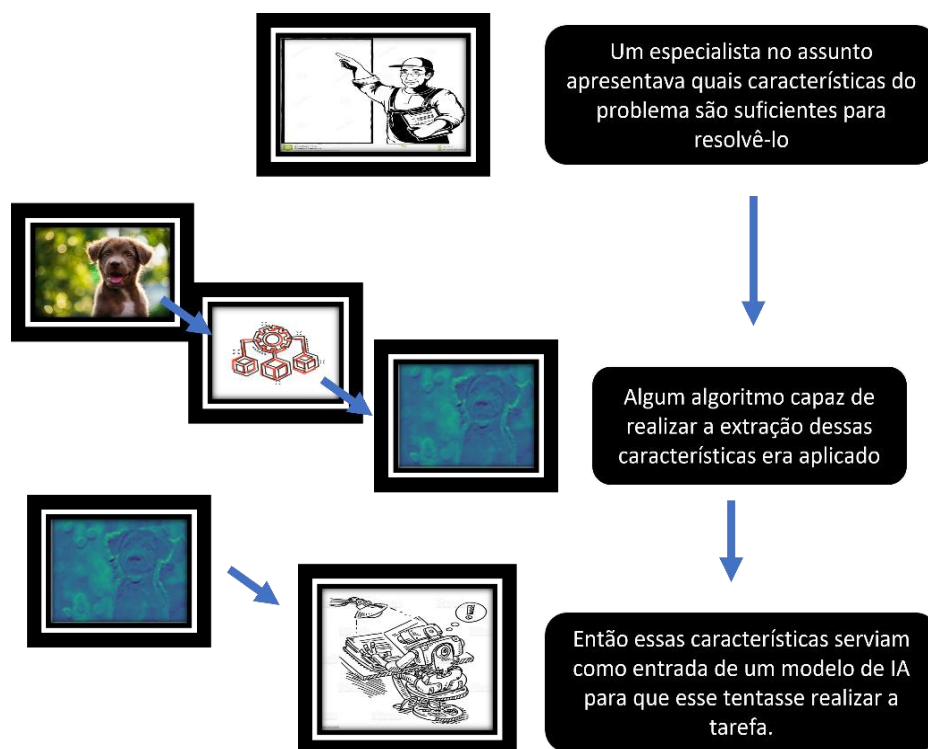 Um especialista no assunto
apresentava quais características do
problema são suficientes para
resolvê-lo
Algum algoritmo capaz de
realizar a extração dessas
características era aplicado
Então essas características serviam
como entrada de um modelo de IA
para que esse tentasse realizar a
tarefa.